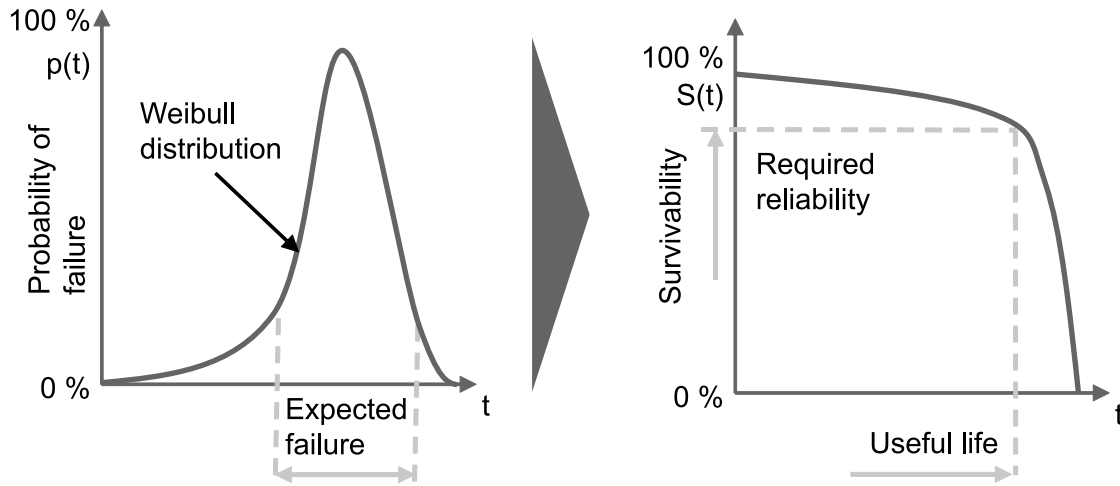 100 %
p(t)
Probability of
failure
Weibull
distribution
0 %
t
Expected
failure
100 %
S(t)
Survivability
Required
reliability
0 %
t
Useful life